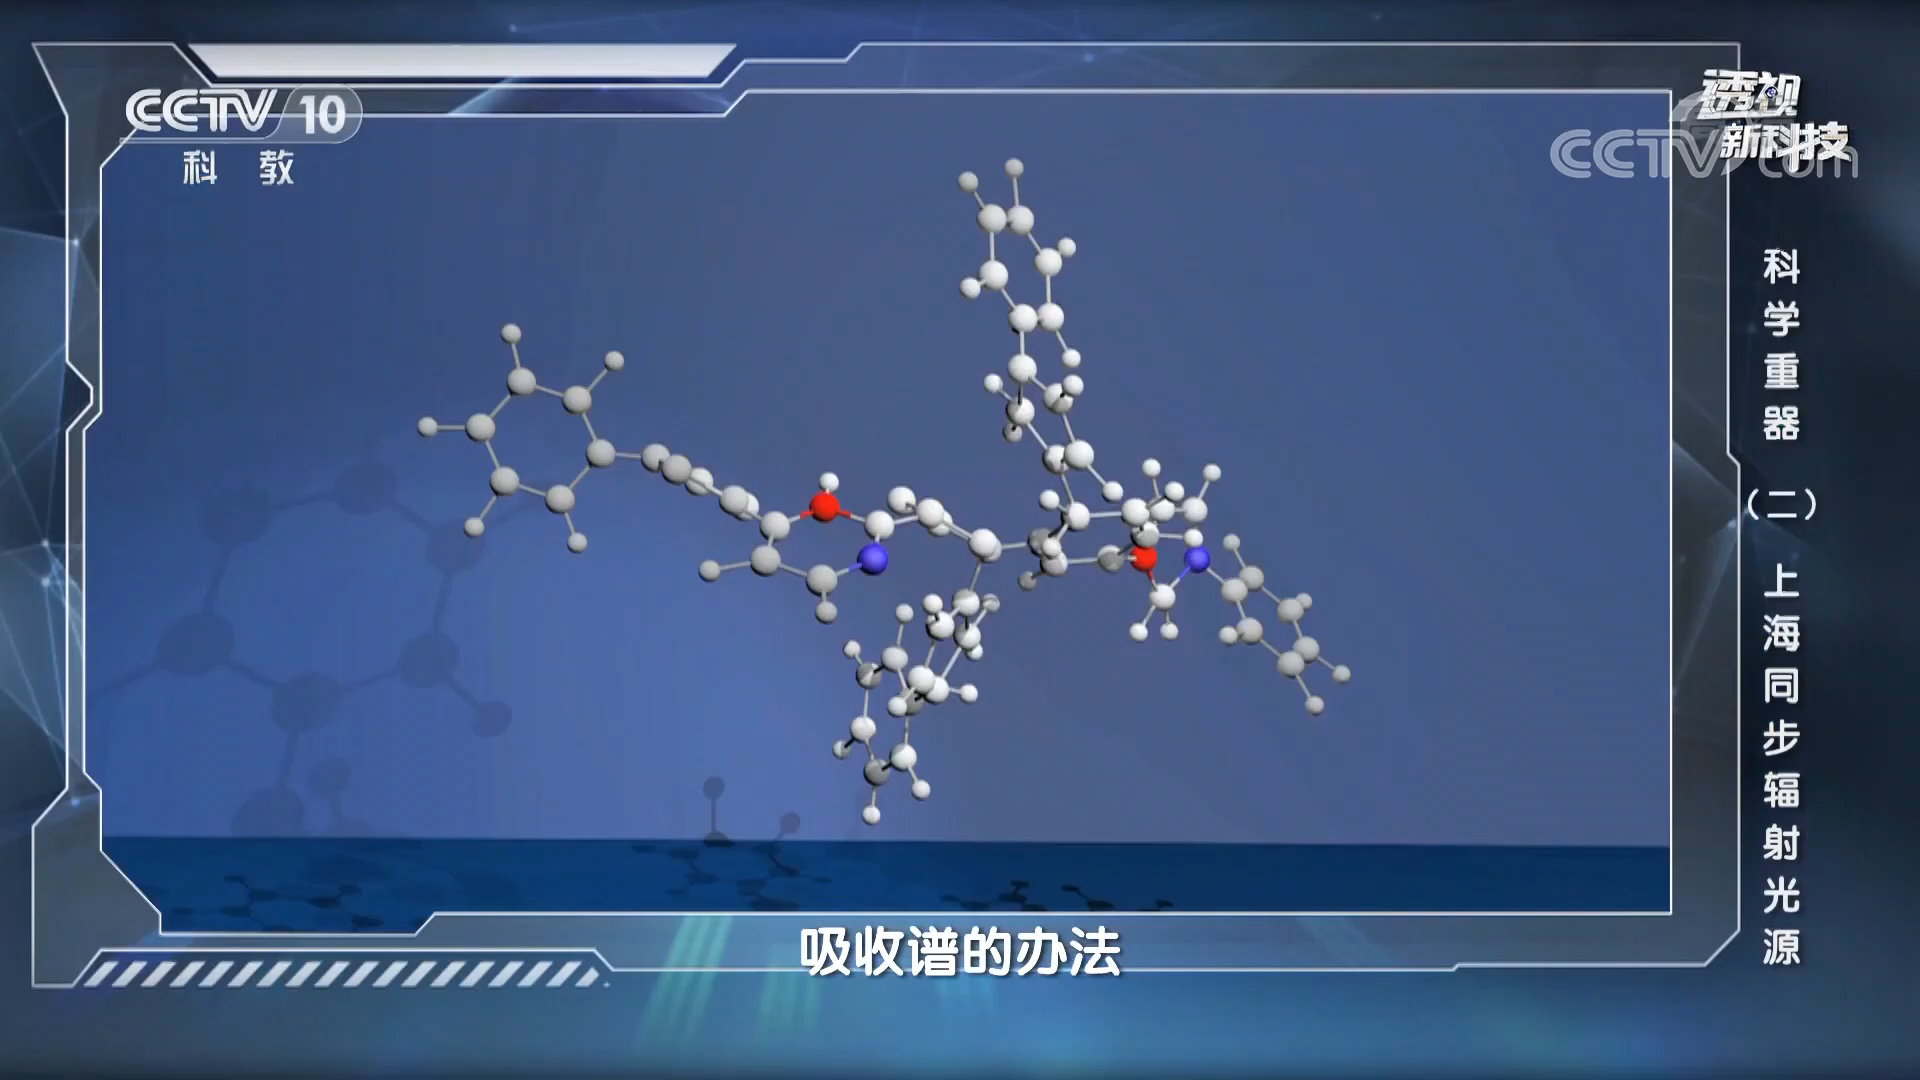 CCTV 10
科 教
透视
新科技
CCTV.com
科学重器（二）上海同步辐射光源
吸收谱的办法